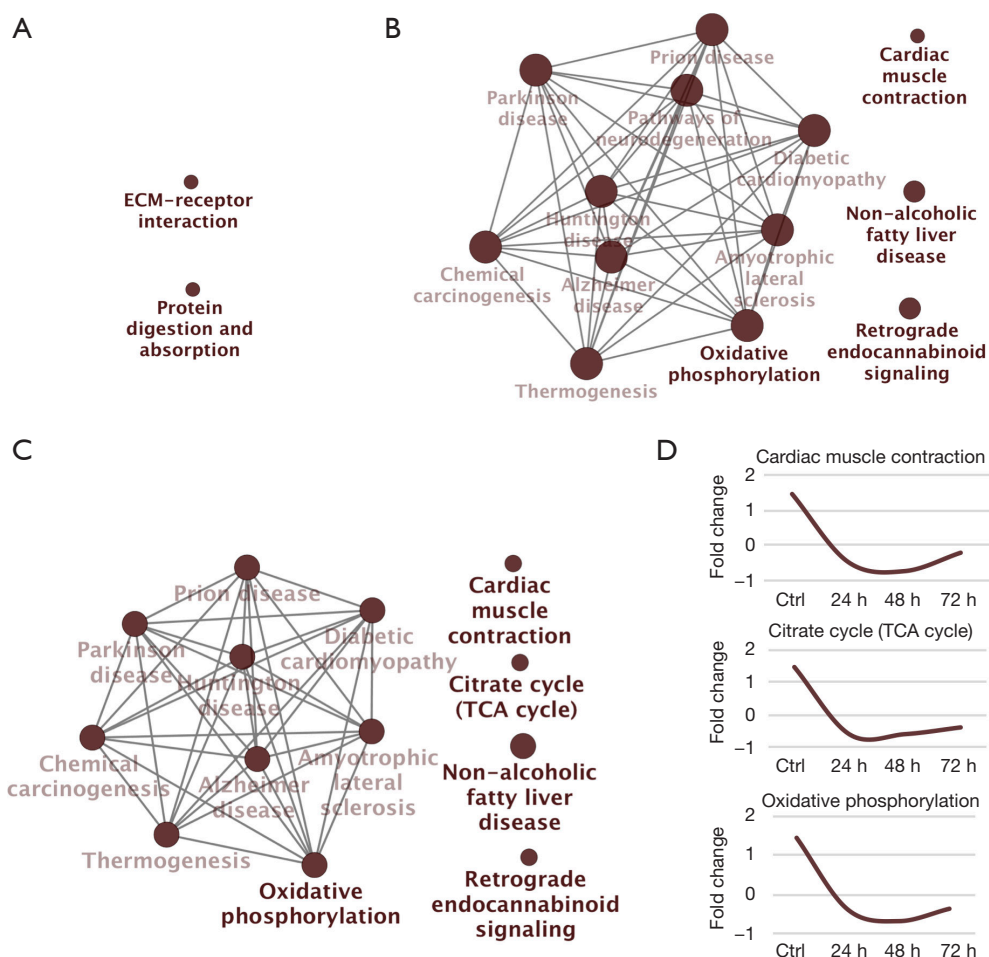 A
ECM-receptor
interaction
Protein
digestion and
absorption
B
Prion disease
Parkinson
disease
Pathways of
neurodegeneration
Diabetic
cardiomyopathy
Huntington
disease
Chemical
carcinogenesis
Alzheimer
disease
Amyotrophic
lateral
sclerosis
Oxidative
phosphorylation
Thermogenesis
Cardiac
muscle
contraction
Non-alcoholic
fatty liver
disease
Retrograde
endocannabinoid
signaling
C
Prion disease
Parkinson
disease
Diabetic
cardiomyopathy
Huntington
disease
Chemical
carcinogenesis
Alzheimer
disease
Amyotrophic
lateral
sclerosis
Thermogenesis
Oxidative
phosphorylation
Cardiac
muscle
contraction
Citrate cycle
(TCA cycle)
Non-alcoholic
fatty liver
disease
Retrograde
endocannabinoid
signaling
D
Cardiac muscle contraction
Fold change
2
1
0
−1
Ctrl 24 h 48 h 72 h
Citrate cycle (TCA cycle)
Fold change
2
1
0
−1
Ctrl 24 h 48 h 72 h
Oxidative phosphorylation
Fold change
2
1
0
−1
Ctrl 24 h 48 h 72 h